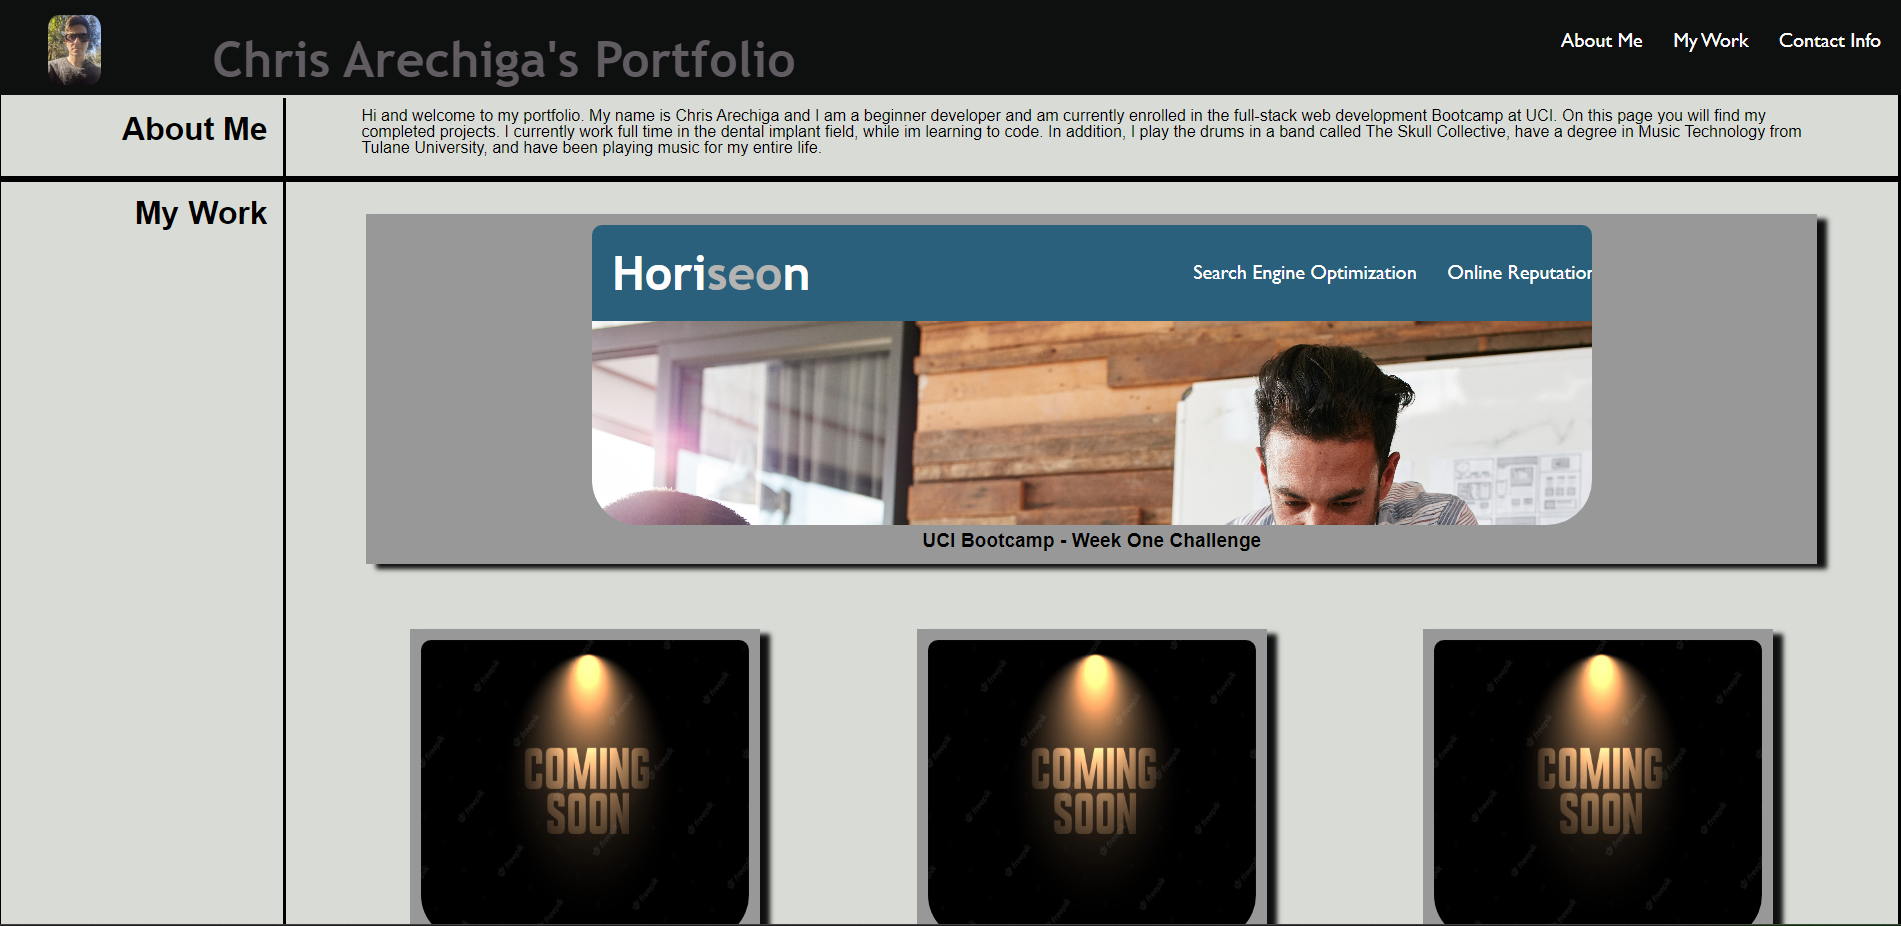 Chris Arechiga's Portfolio
About Me
My Work
Contact Info
About Me
Hi and welcome to my portfolio. My name is Chris Arechiga and I am a beginner developer and am currently enrolled in the full-stack web development Bootcamp at UCI. On this page you will find my
completed projects. I currently work full time in the dental implant field, while im learning to code. In addition, I play the drums in a band called The Skull Collective, have a degree in Music Technology from
Tulane University, and have been playing music for my entire life.
My Work
Horiseon
Search Engine Optimization
Online Reputation
UCI Bootcamp - Week One Challenge
COMING
SOON
COMING
SOON
COMING
SOON